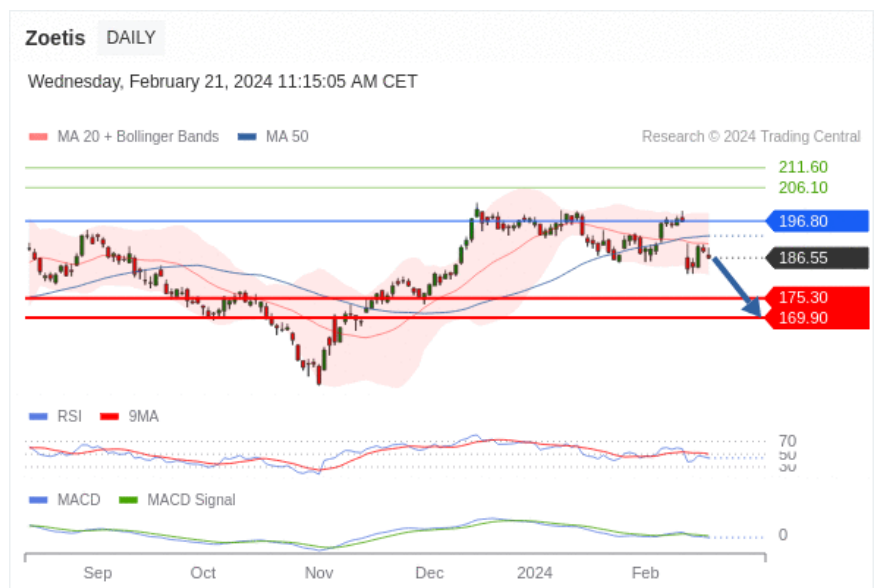 Zoetis DAILY
Wednesday, February 21, 2024 11:15:05 AM CET
MA 20 + Bollinger Bands MA 50 Research © 2024 Trading Central
211.60
206.10
196.80
186.55
175.30
169.90
RSI 9MA
70
50
30
MACD MACD Signal
0
Sep Oct Nov Dec 2024 Feb